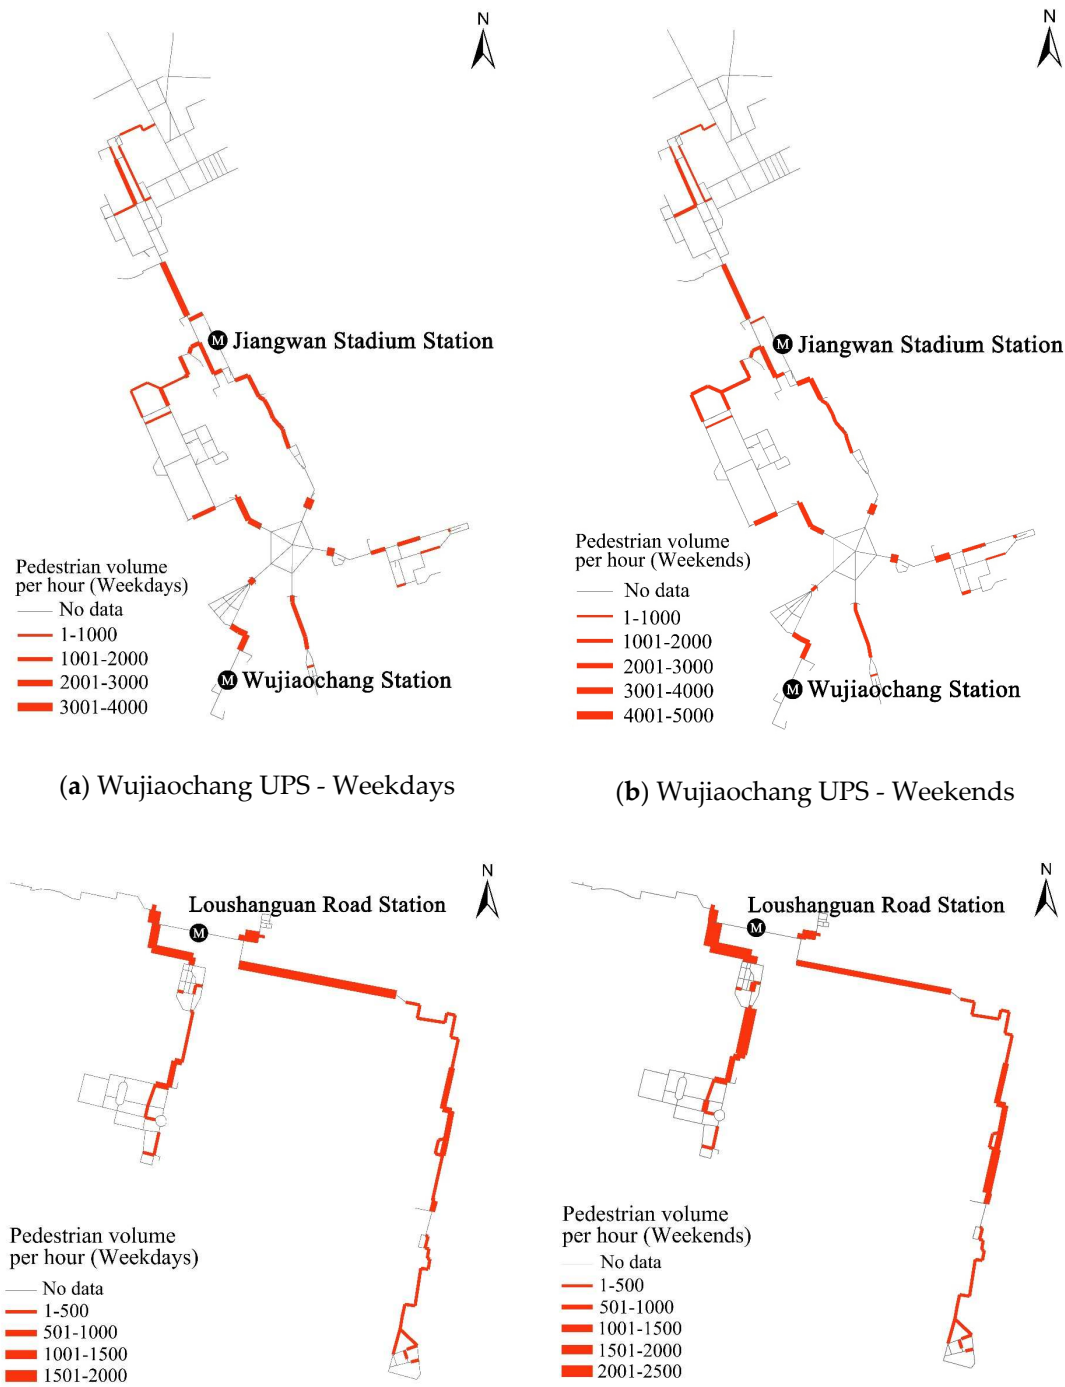 N
M Jiangwan Stadium Station
Pedestrian volume
per hour (Weekdays)
No data
1-1000
1001-2000
2001-3000
3001-4000
M Wujiaochang Station
(a) Wujiaochang UPS - Weekdays
N
M Jiangwan Stadium Station
Pedestrian volume
per hour (Weekends)
No data
1-1000
1001-2000
2001-3000
3001-4000
4001-5000
M Wujiaochang Station
(b) Wujiaochang UPS - Weekends
N
Loushanguan Road Station
M
Pedestrian volume
per hour (Weekdays)
No data
1-500
501-1000
1001-1500
1501-2000
N
Loushanguan Road Station
M
Pedestrian volume
per hour (Weekends)
No data
1-500
501-1000
1001-1500
1501-2000
2001-2500